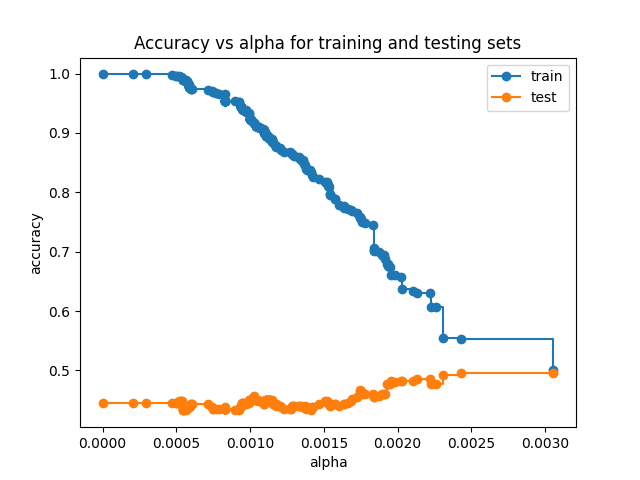 Accuracy vs alpha for training and testing sets
train
test
1.0
0.9
0.8
0.7
0.6
0.5
accuracy
0.0000 0.0005 0.0010 0.0015 0.0020 0.0025 0.0030
alpha